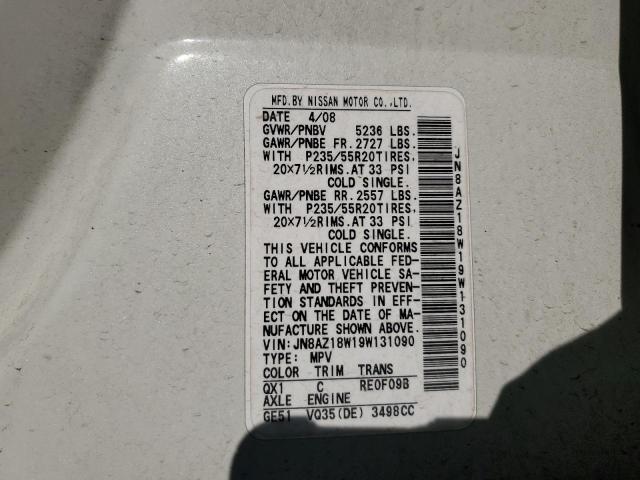 MFD.BY NISSAN MOTOR CO.,LTD.
DATE 4/08
GVWR/PNBV 5236 LBS.
GAWR/PNBE FR. 2727 LBS.
WITH P235/55R20TIRES,
20×7½RIMS.AT 33 PSI
COLD SINGLE.
GAWR/PNBE RR. 2557 LBS.
WITH P235/55R20TIRES,
20×7½RIMS.AT 33 PSI
COLD SINGLE.
THIS VEHICLE CONFORMS
TO ALL APPLICABLE FED-
ERAL MOTOR VEHICLE SA-
FETY AND THEFT PREVEN-
TION STANDARDS IN EFF-
ECT ON THE DATE OF MA-
NUFACTURE SHOWN ABOVE.
VIN: JN8AZ18W19W131090
TYPE: MPV
COLOR TRIM TRANS
QX1 C RE0F09B
AXLE ENGINE
GE51 VQ35(DE) 3498CC
JN8AZ18W19W131090